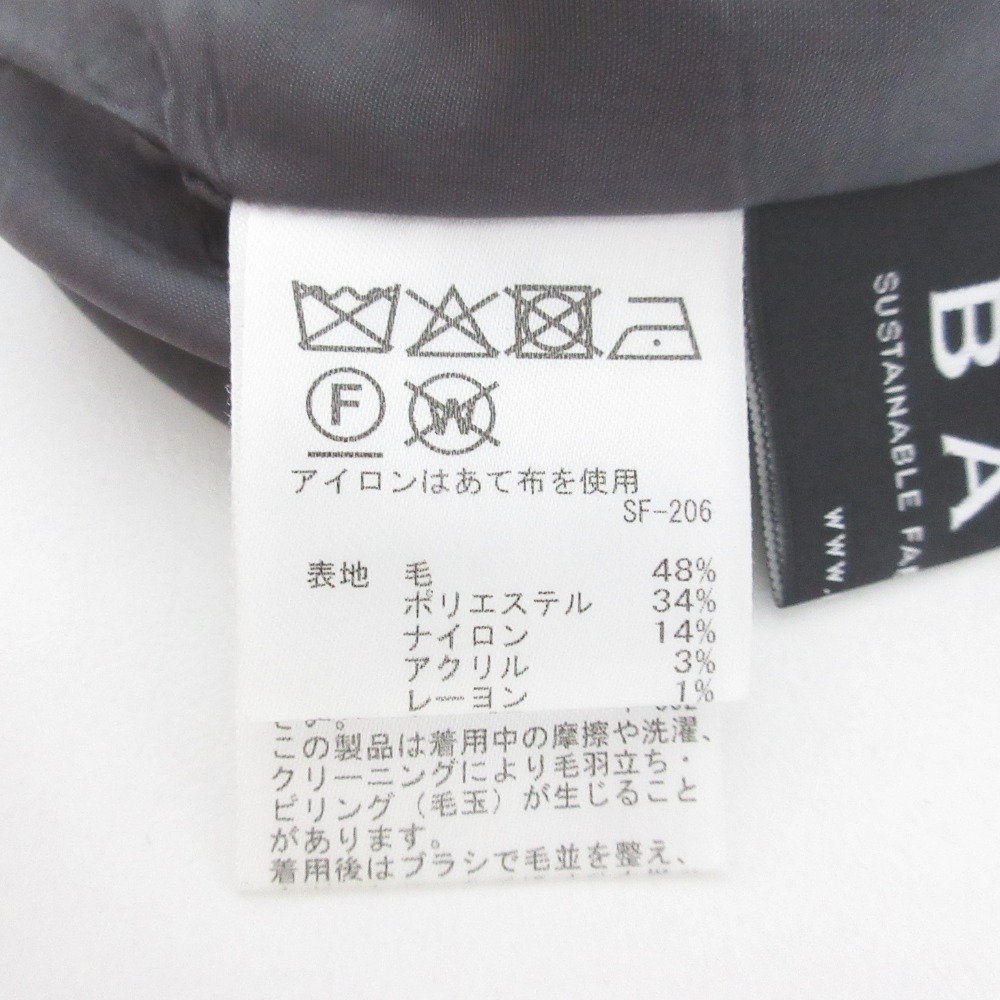 F
W
アイロンはあて布を使用
SF-206
表地 毛 48%
ポリエステル 34%
ナイロン 14%
アクリル 3%
レーヨン 1%
この製品は着用中の摩擦や洗濯、
クリーニングにより毛羽立ち・
ピリング（毛玉）が生じること
があります。
着用後はブラシで毛並を整え、
BA
SUSTAINABLE
www.